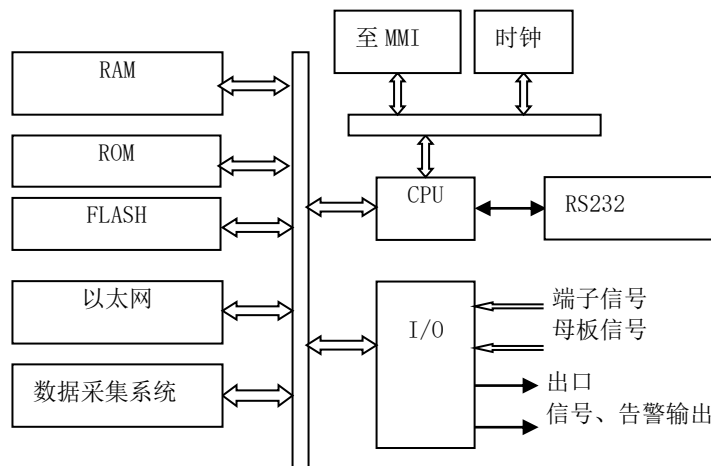 至 MMI
时钟
RAM
ROM
FLASH
以太网
数据采集系统
CPU
RS232
I/O
端子信号
母板信号
出口
信号、告警输出